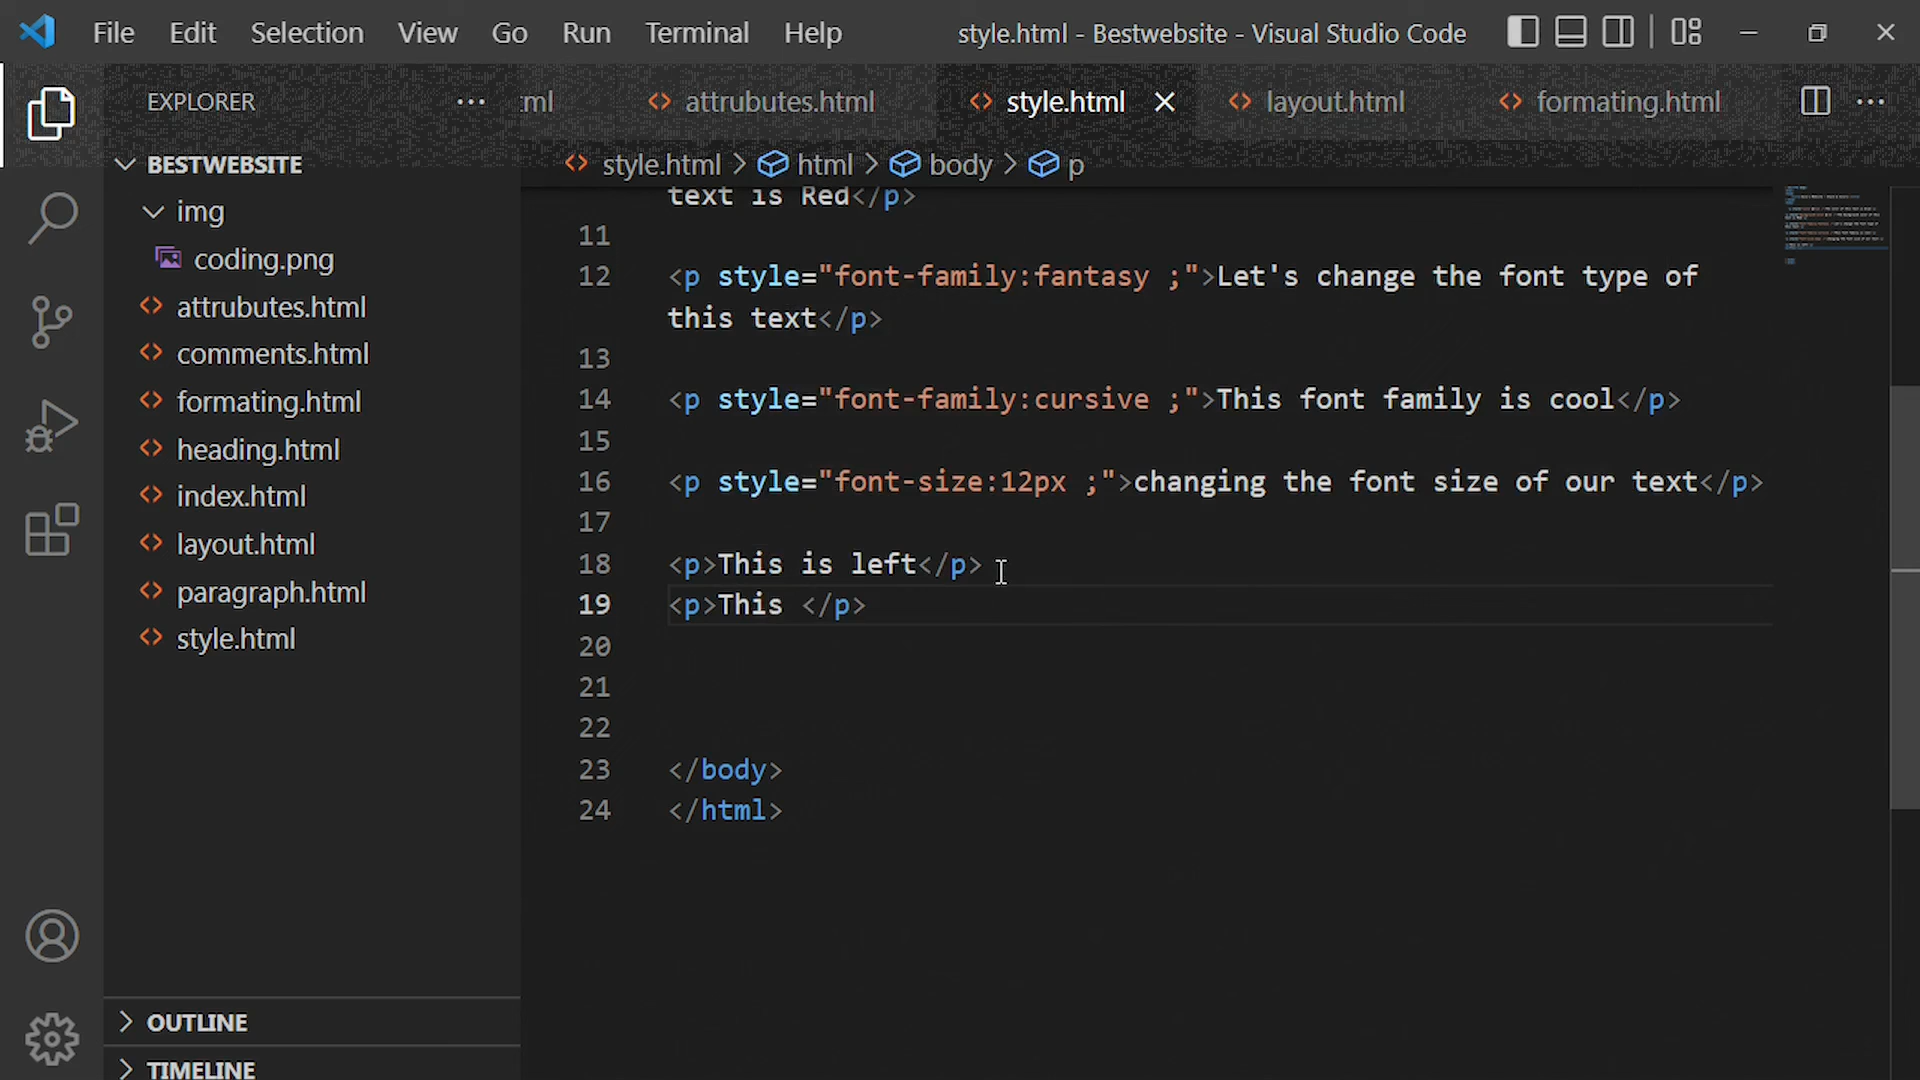 File Edit Selection View Go Run Terminal Help style.html - Bestwebsite - Visual Studio Code
EXPLORER ... tml attrubutes.html style.html layout.html formating.html ...
BESTWEBSITE
style.html > html > body > p
img
coding.png
attrubutes.html
comments.html
formating.html
heading.html
index.html
layout.html
paragraph.html
style.html
OUTLINE
TIMELINE
text is Red</p>
11
12 <p style="font-family:fantasy ;">Let's change the font type of
this text</p>
13
14 <p style="font-family:cursive ;">This font family is cool</p>
15
16 <p style="font-size:12px ;">changing the font size of our text</p>
17
18 <p>This is left</p>
19 <p>This </p>
20
21
22
23 </body>
24 </html>